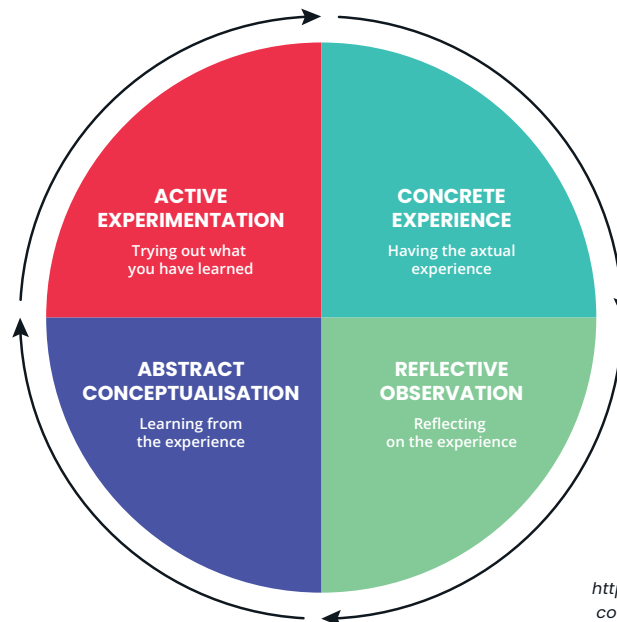 ACTIVE
EXPERIMENTATION
Trying out what
you have learned
CONCRETE
EXPERIENCE
Having the axtual
experience
ABSTRACT
CONCEPTUALISATION
Learning from
the experience
REFLECTIVE
OBSERVATION
Reflecting
on the experience